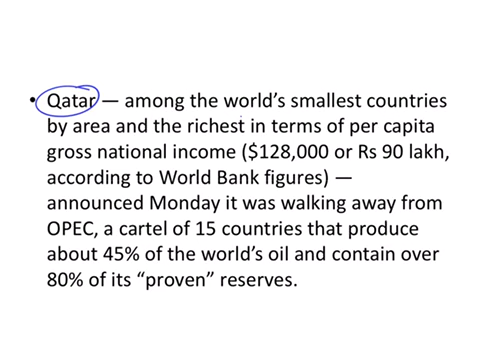 • Qatar — among the world’s smallest countries
by area and the richest in terms of per capita
gross national income ($128,000 or Rs 90 lakh,
according to World Bank figures) —
announced Monday it was walking away from
OPEC, a cartel of 15 countries that produce
about 45% of the world’s oil and contain over
80% of its “proven” reserves.